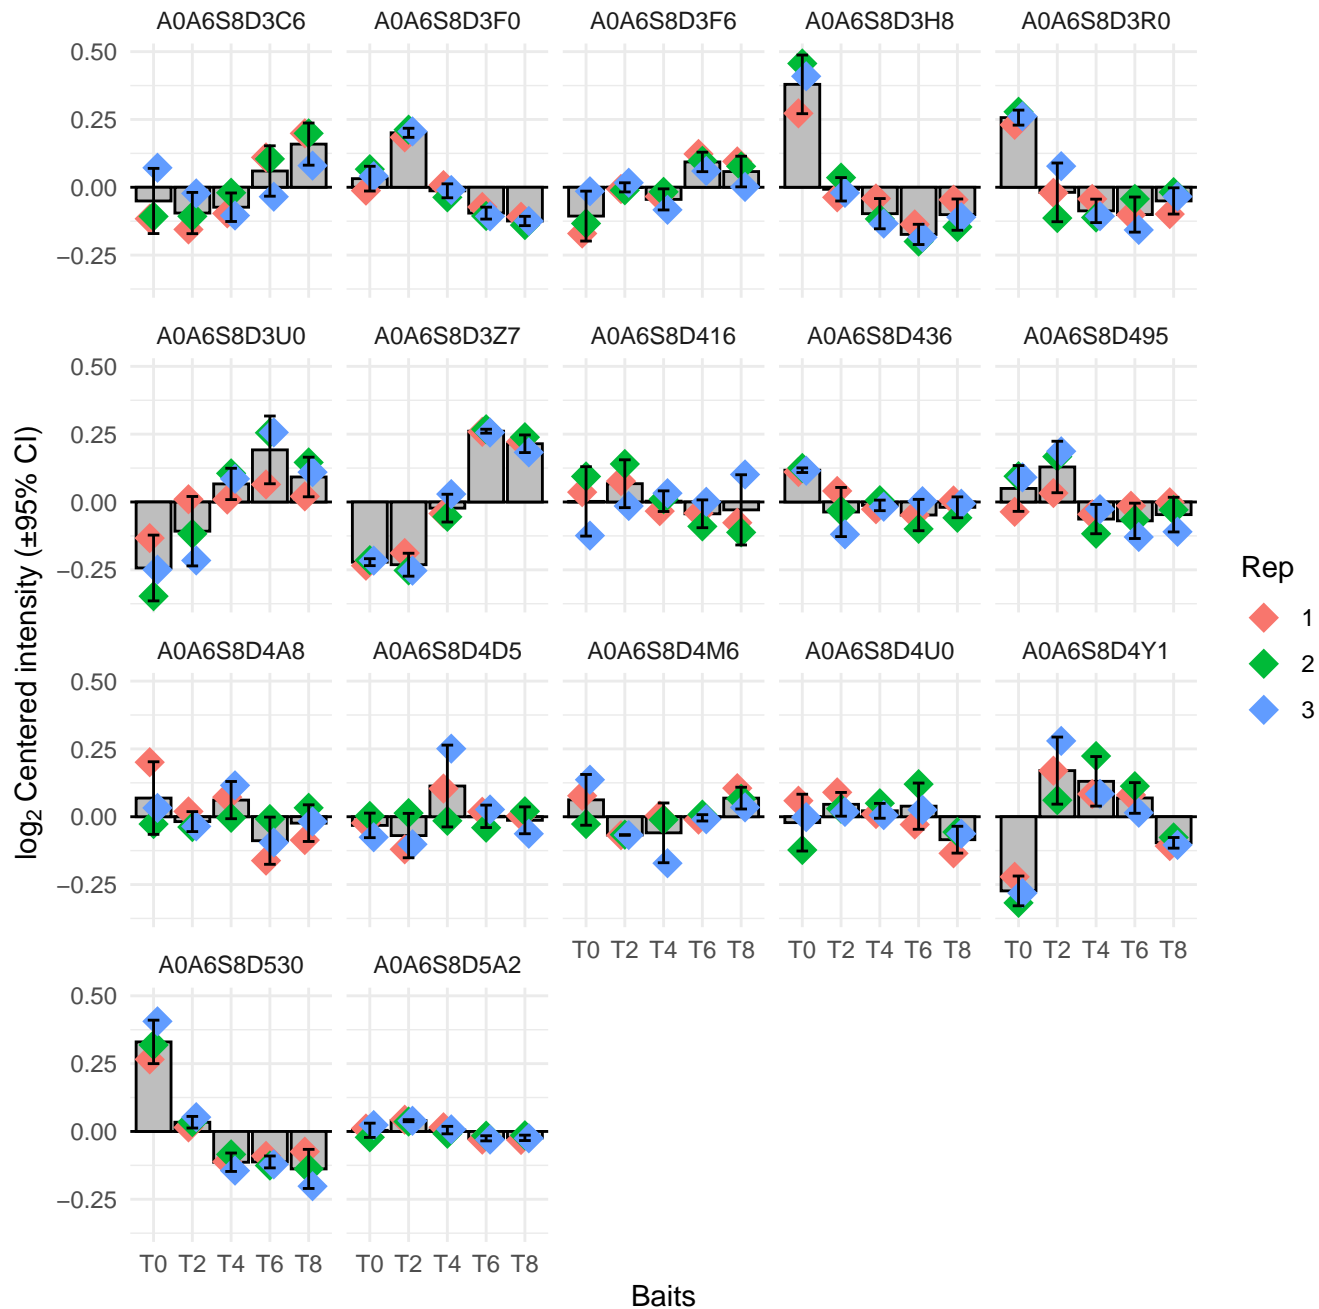 A0A6S8D3C6 A0A6S8D3F0 A0A6S8D3F6 A0A6S8D3H8 A0A6S8D3R0
0.50
0.25
0.00
−0.25
A0A6S8D3U0 A0A6S8D3Z7 A0A6S8D416 A0A6S8D436 A0A6S8D495
0.50
0.25
0.00
−0.25
A0A6S8D4A8 A0A6S8D4D5 A0A6S8D4M6 A0A6S8D4U0 A0A6S8D4Y1
0.50
0.25
0.00
−0.25
T0 T2 T4 T6 T8 T0 T2 T4 T6 T8 T0 T2 T4 T6 T8
A0A6S8D530 A0A6S8D5A2
0.50
0.25
0.00
−0.25
T0 T2 T4 T6 T8 T0 T2 T4 T6 T8
Baits
log2 Centered intensity (±95% CI)
Rep
1
2
3